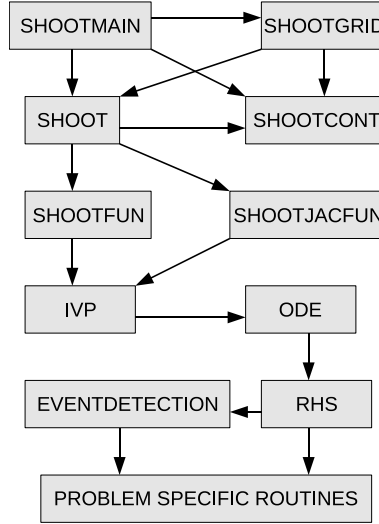 SHOOTMAIN
SHOOTGRID
SHOOT
SHOOTCONT
SHOOTFUN
SHOOTJACFUN
IVP
ODE
EVENTDETECTION
RHS
PROBLEM SPECIFIC ROUTINES